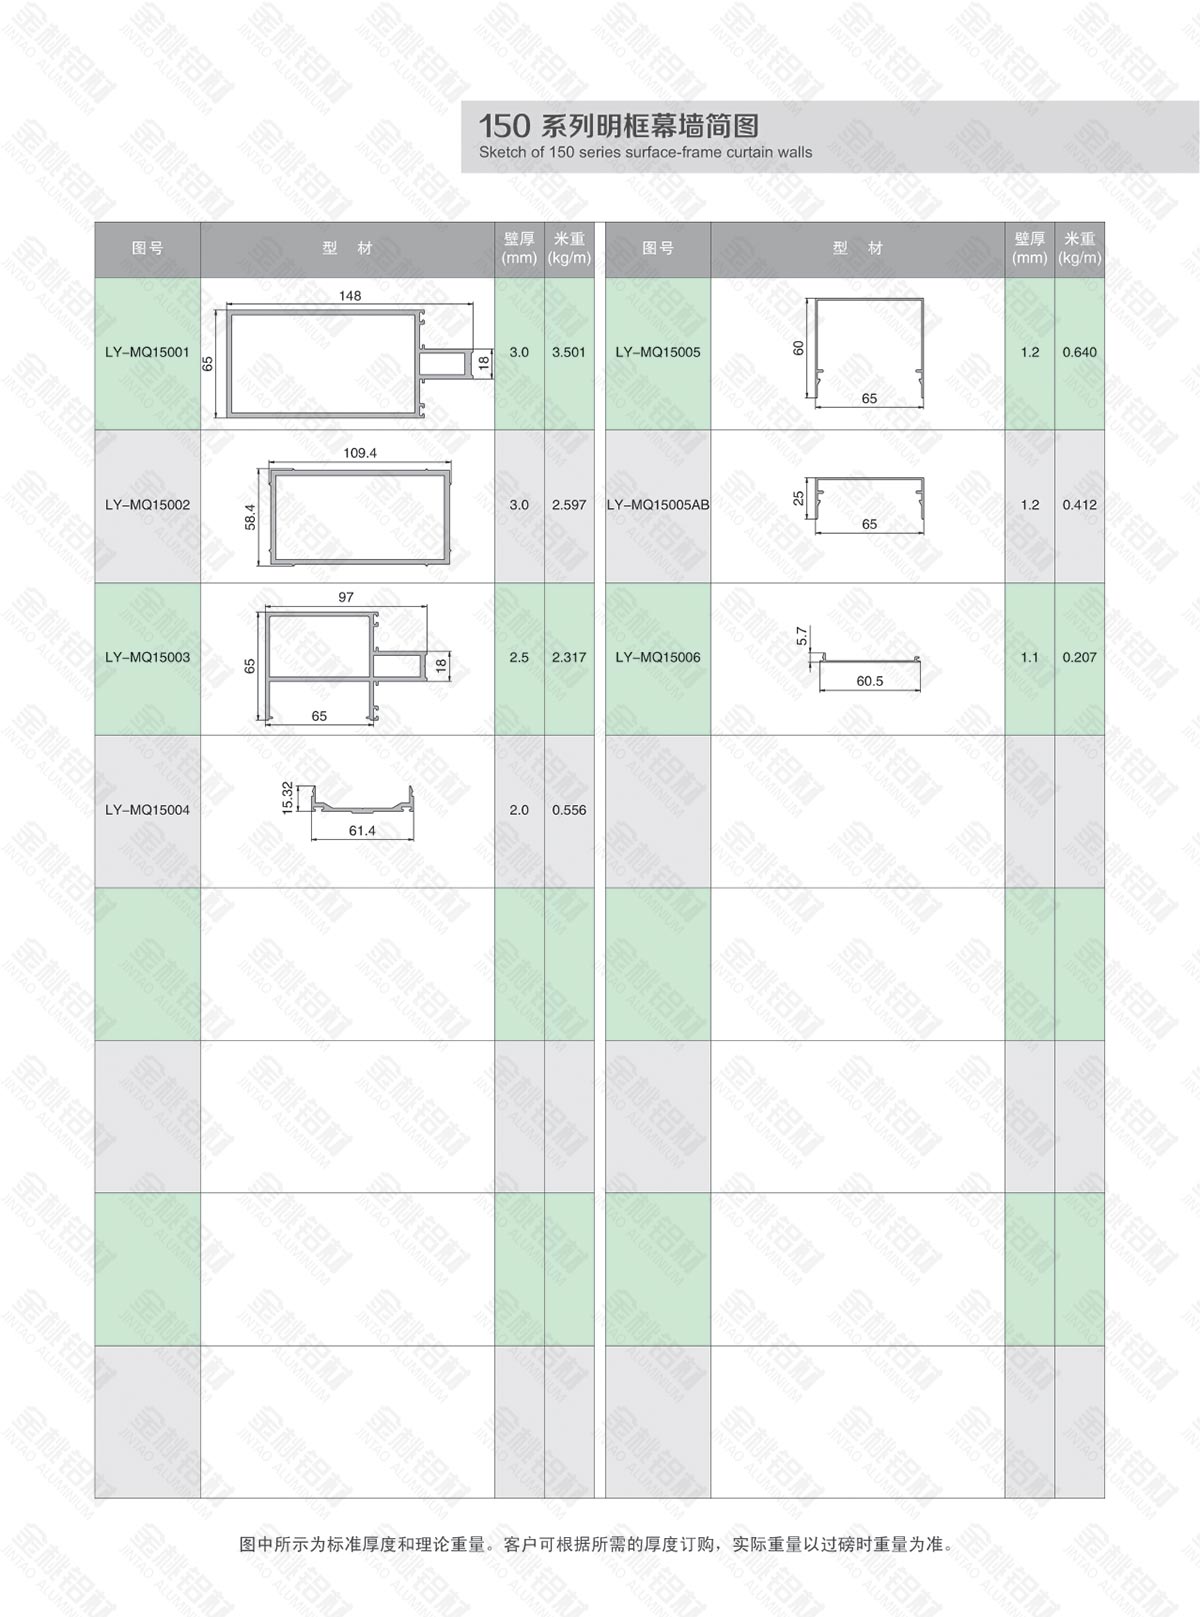 150 系列明框幕墙简图
Sketch of 150 series surface-frame curtain walls
图号 型 材 壁厚 (mm) 米重 (kg/m) 图号 型 材 壁厚 (mm) 米重 (kg/m)
148
LY-MQ15001 65 18 3.0 3.501
60
65
LY-MQ15005 1.2 0.640
109.4
LY-MQ15002 58.4 3.0 2.597
25
65
LY-MQ15005AB 1.2 0.412
97
LY-MQ15003 65 18 2.5 2.317
65
5.7
LY-MQ15006 1.1 0.207
60.5
LY-MQ15004 15.32 2.0 0.556
61.4
图中所示为标准厚度和理论重量。客户可根据所需的厚度订购，实际重量以过磅时重量为准。
金桃铝材
JINTAO ALUMINIUM